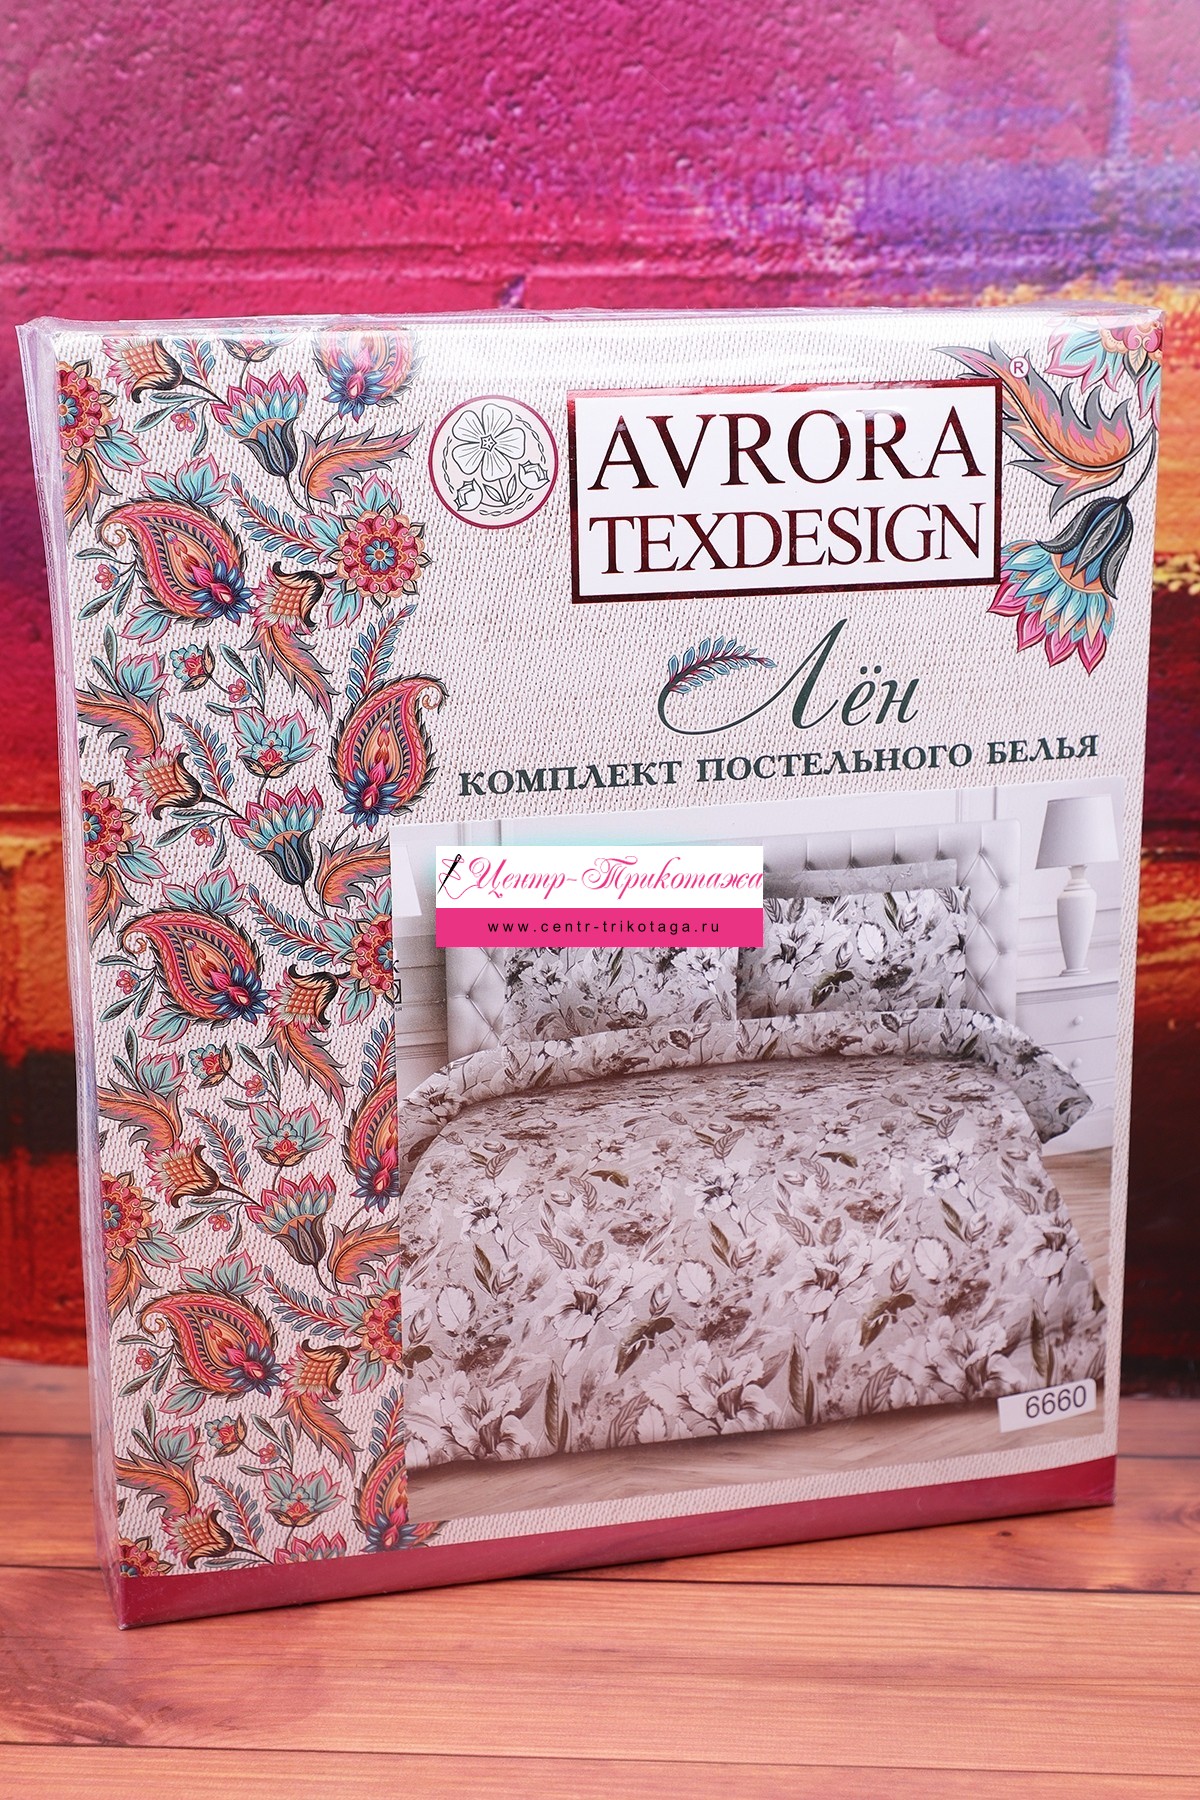 ®
AVRORA
TEXDESIGN
Лён
КОМПЛЕКТ ПОСТЕЛЬНОГО БЕЛЬЯ
Центр-Трикотажа
www.centr-trikotaga.ru
6660